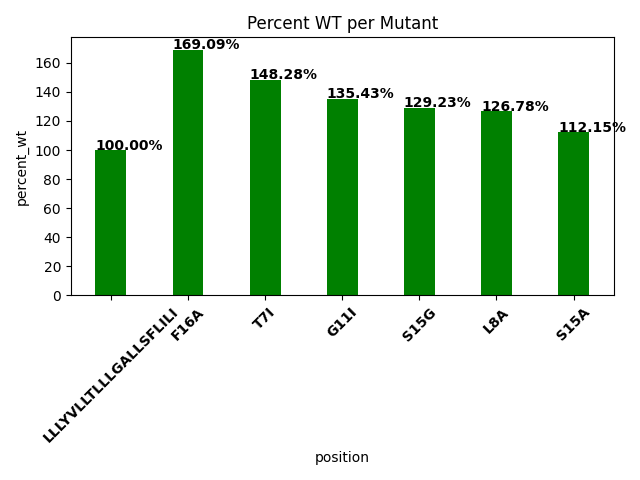 Percent WT per Mutant
percent_wt
160
140
120
100
80
60
40
20
0
100.00%
169.09%
148.28%
135.43%
129.23%
126.78%
112.15%
LLLYVLLTLLLGALLSFLILI
F16A
T7I
G11I
S15G
L8A
S15A
position